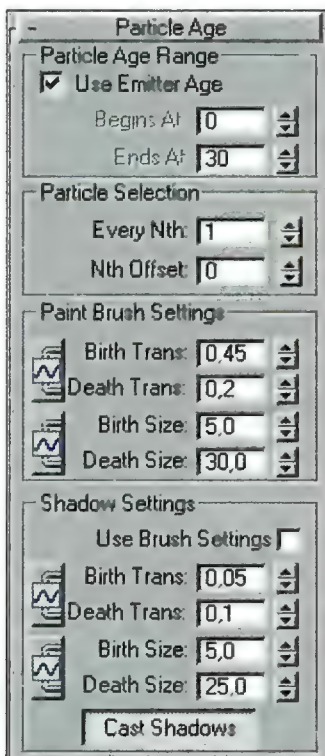 - Particle Age
Particle Age Range
Use Emitter Age
Begins At 0
Ends At 30
Particle Selection
Every Nth: 1
Nth Offset: 0
Paint Brush Settings
Birth Trans: 0,45
Death Trans: 0,2
Birth Size: 5,0
Death Size: 30,0
Shadow Settings
Use Brush Settings
Birth Trans: 0,05
Death Trans: 0,1
Birth Size: 5,0
Death Size: 25,0
Cast Shadows